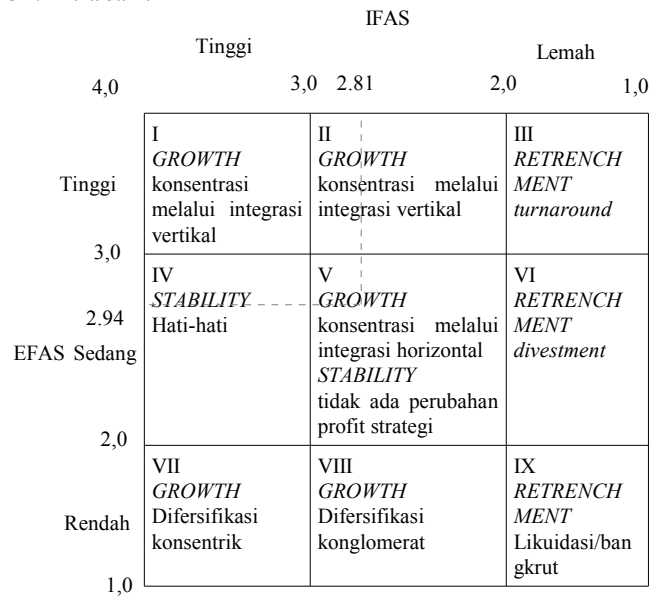 IFAS
Tinggi
Lemah
4,0
3,0
2.81
2,0
1,0
Tinggi
I
GROWTH
konsentrasi
melalui integrasi
vertikal
II
GROWTH
konsentrasi melalui
integrasi vertikal
III
RETRENCH
MENT
turnaround
3,0
2.94
EFAS Sedang
IV
STABILITY
Hati-hati
V
GROWTH
konsentrasi melalui
integrasi horizontal
STABILITY
tidak ada perubahan
profit strategi
VI
RETRENCH
MENT
divestment
2,0
Rendah
VII
GROWTH
Difersifikasi
konsentrik
VIII
GROWTH
Difersifikasi
konglomerat
IX
RETRENCH
MENT
Likuidasi/ban
gkrut
1,0